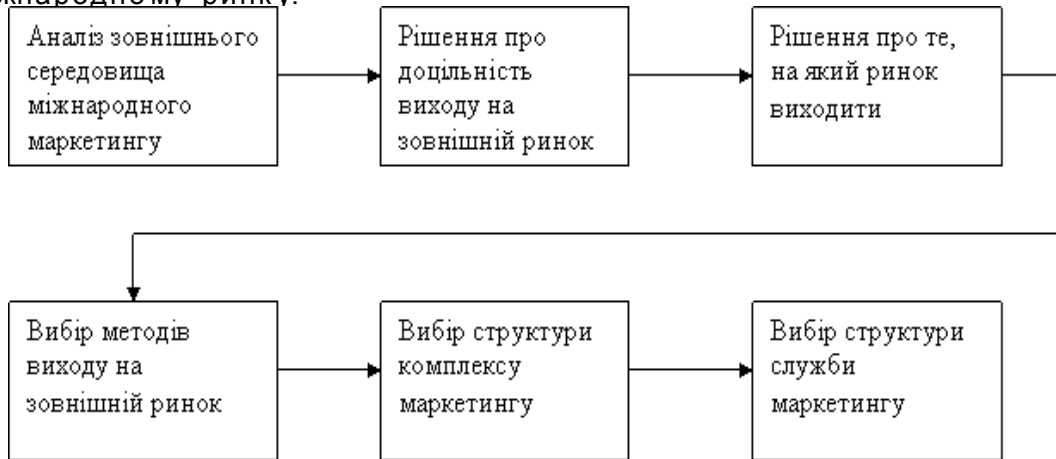 жнародному ринку.
Аналіз зовнішнього
середовища
міжнародного
маркетингу
Рішення про
доцільність
виходу на
зовнішній ринок
Рішення про те,
на який ринок
виходити
Вибір методів
виходу на
зовнішній ринок
Вибір структури
комплексу
маркетингу
Вибір структури
служби
маркетингу